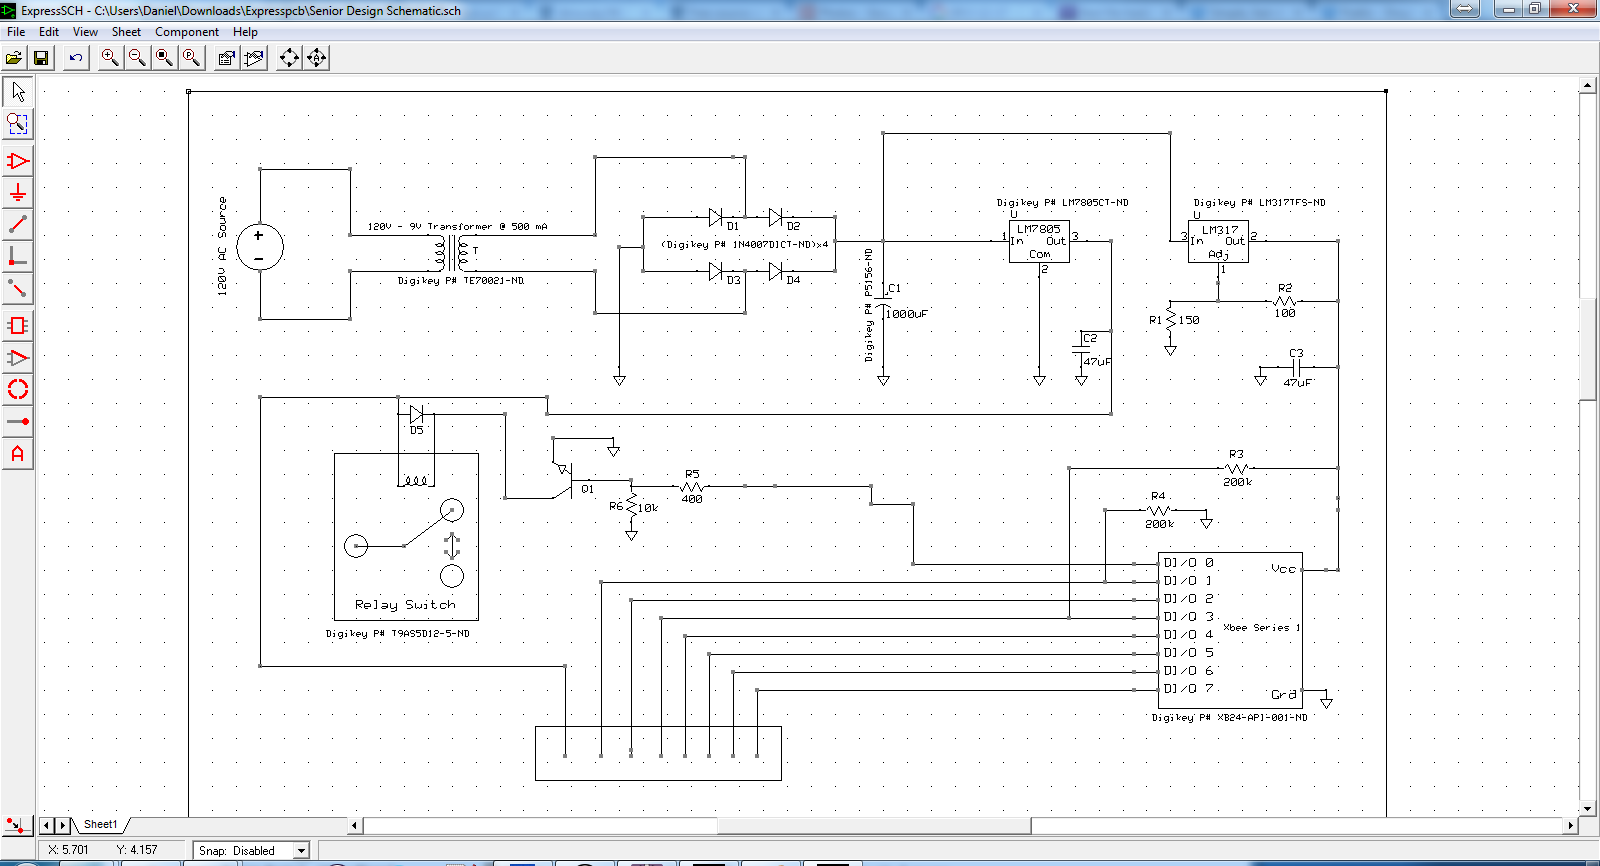 ExpressSCH - C:\Users\Daniel\Downloads\Expresspcb\Senior Design Schematic.sch
File Edit View Sheet Component Help
120V AC Source
120V - 9V Transformer @ 500 mA
T
Digikey P# TE70021-ND
D1 D2
(Digikey P# 1N4007DICT-ND)x4
D3 D4
Digikey P# P5156-ND
C1
1000uF
Digikey P# LM7805CT-ND
U
LM7805
1 In Out 3
Com
2
C2
47uF
Digikey P# LM317TFS-ND
U
LM317
3 In Out 2
Adj
1
R2
100
R1 150
C3
47uF
D5
Relay Switch
Digikey P# T9AS5D12-5-ND
Q1
R5
400
R6 10k
R3
200k
R4
200k
DI/O 0
DI/O 1
DI/O 2
DI/O 3
DI/O 4
DI/O 5
DI/O 6
DI/O 7
Vcc
Xbee Series 1
Grd
Digikey P# XB24-API-001-ND
Sheet1
X: 5.701 Y: 4.157 Snap: Disabled